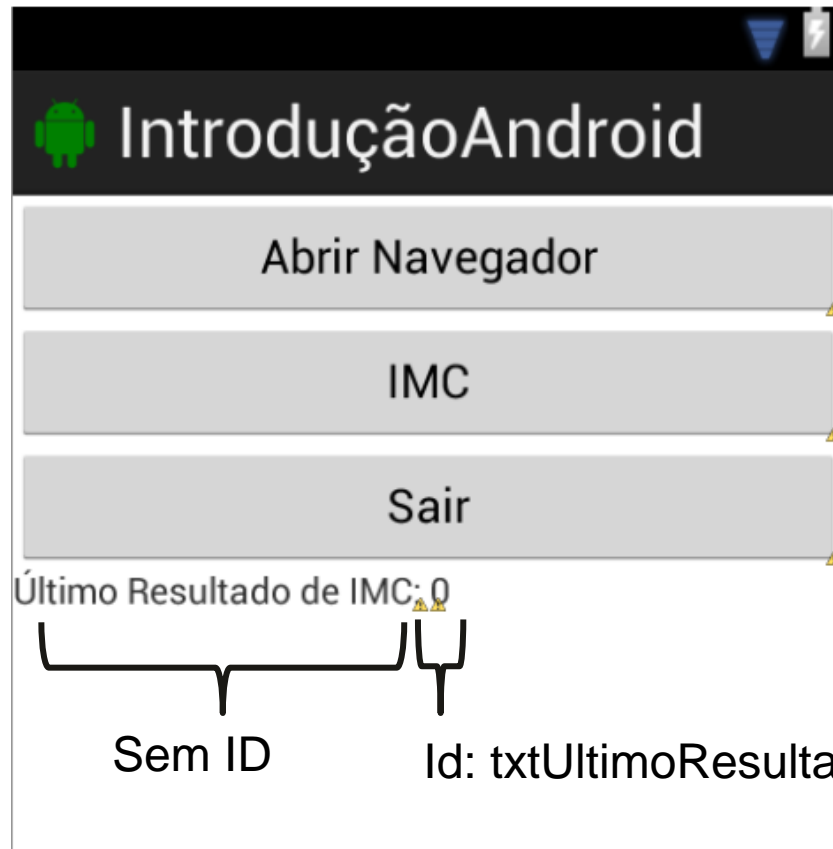 IntroduçãoAndroid
Abrir Navegador
IMC
Sair
Último Resultado de IMC: 0
Sem ID
Id: txtUltimoResulta